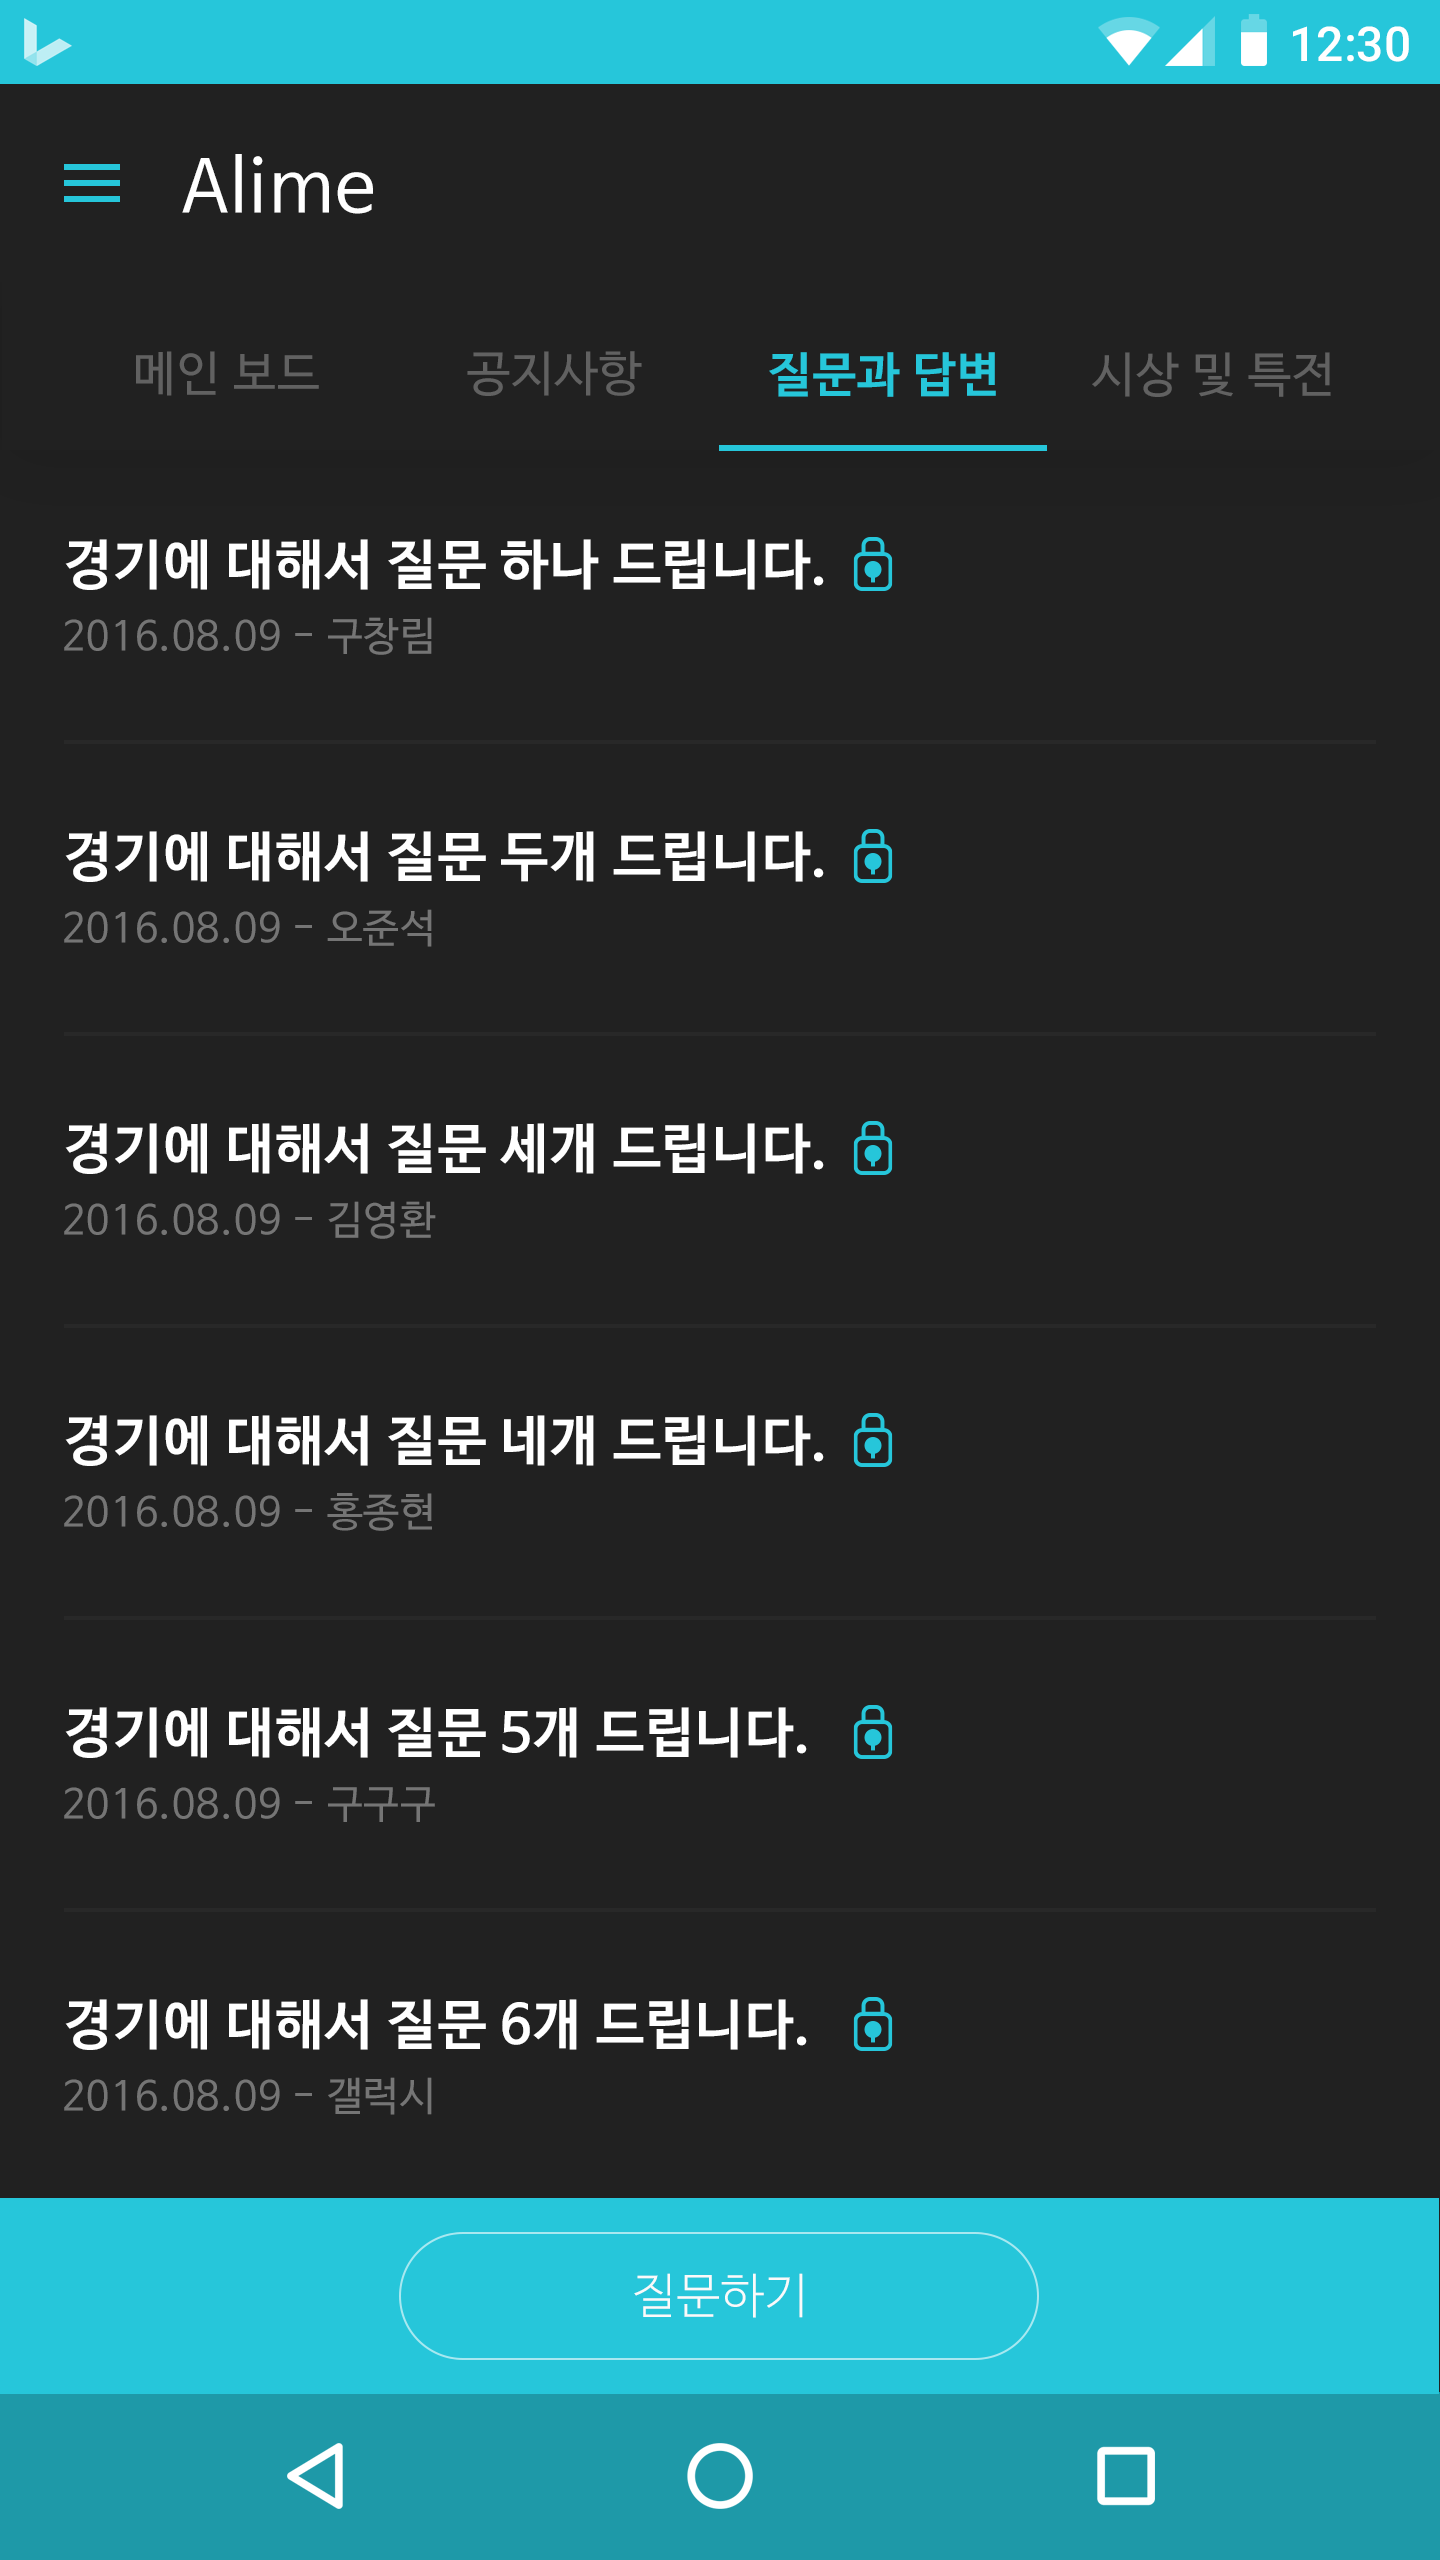 12:30
Alime
메인 보드
공지사항
질문과 답변
시상 및 특전
경기에 대해서 질문 하나 드립니다.
2016.08.09 - 구창림
경기에 대해서 질문 두개 드립니다.
2016.08.09 - 오준석
경기에 대해서 질문 세개 드립니다.
2016.08.09 - 김영환
경기에 대해서 질문 네개 드립니다.
2016.08.09 - 홍종현
경기에 대해서 질문 5개 드립니다.
2016.08.09 - 구구구
경기에 대해서 질문 6개 드립니다.
2016.08.09 - 갤럭시
질문하기